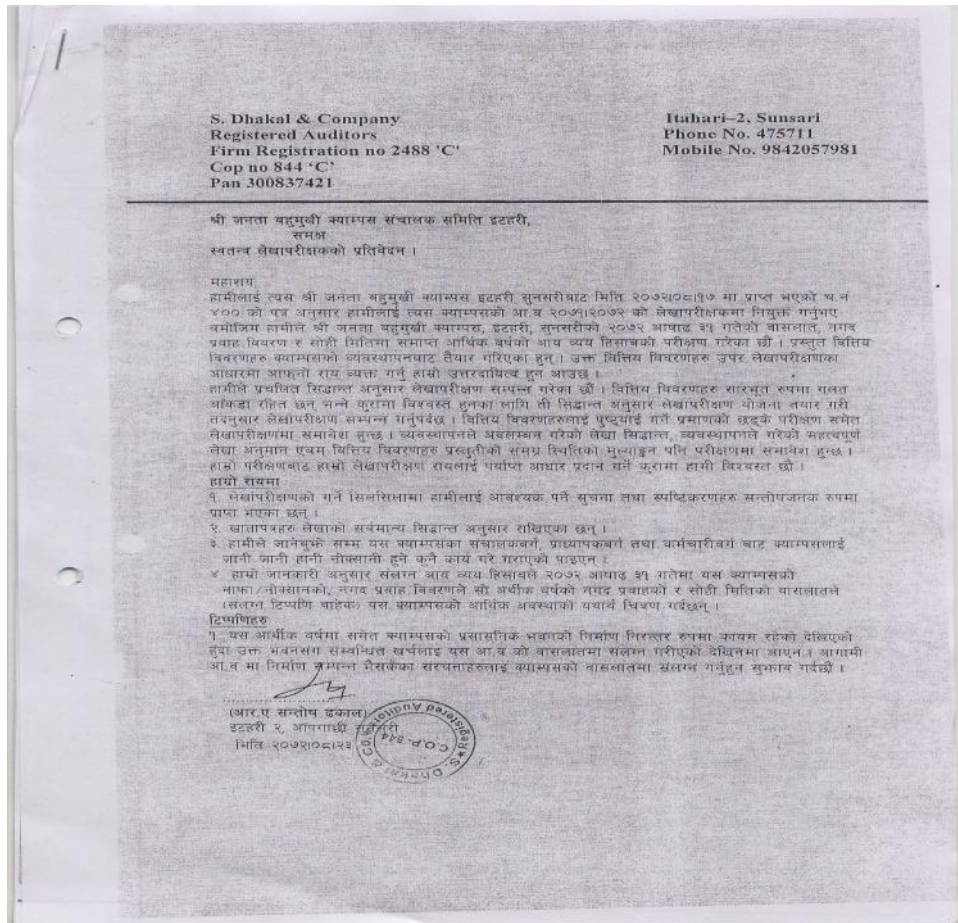 S. Dhakal & Company
Registered Auditors
Firm Registration no 2488 'C'
Cop no 844 ‘C’
Pan 300837421
Itahari–2, Sunsari
Phone No. 475711
Mobile No. 9842057981
श्री जनता बहुमुखी क्याम्पस संचालक समिति इटहरी,
समक्ष
स्वतन्त्र लेखापरीक्षकको प्रतिवेदन ।
महाशय,
हामीलाई त्यस श्री जनता बहुमुखी क्याम्पस इटहरी सुनसरीबाट मिति २०७२।०८।१७ मा प्राप्त भएको च.नं
४०० को पत्र अनुसार हामीलाई त्यस क्याम्पसको आ.व २०७१।२०७२ को लेखापरीक्षकमा नियुक्त गर्नुभए
बमोजिम हामीले श्री जनता बहुमुखी क्याम्पस, इटहरी, सुनसरीको २०७२ आषाढ ३१ गतेको वासलात, नगद
प्रवाह विवरण र सोही मितिमा समाप्त आर्थिक वर्षको आय व्यय हिसाबको परीक्षण गरेका छौं । प्रस्तुत वित्तिय
विवरणहरु क्याम्पसको व्यवस्थापनबाट तैयार गरिएका हुन् । उक्त वित्तिय विवरणहरु उपर लेखापरीक्षणका
आधारमा आफ्नो राय व्यक्त गर्नु हाम्रो उत्तरदायित्व हुन आउछ ।
हामीले प्रचलित सिद्धान्त अनुसार लेखापरीक्षण सम्पन्न गरेका छौं । वित्तिय विवरणहरु सारभूत रुपमा गलत
आँकडा रहित छन् भन्ने कुरामा विश्वस्त हुनका लागि ती सिद्धान्त अनुसार लेखापरीक्षण योजना तयार गरी
तदनुसार लेखापरीक्षण सम्पन्न गर्नुपर्दछ । वित्तिय विवरणहरुलाई पुष्ट्याई गर्ने प्रमाणको छड्के परीक्षण समेत
लेखापरीक्षणमा समावेश हुन्छ । व्यवस्थापनले अवलम्बन गरेको लेखा सिद्धान्त, व्यवस्थापनले गरेको महत्वपूर्ण
लेखा अनुमान एवम वित्तिय विवरणहरु प्रस्तुतीको समग्र स्थितिको मुल्याङ्कन पनि परीक्षणमा समावेश हुन्छ ।
हाम्रो परीक्षणबाट हाम्रो लेखापरीक्षण रायलाई पर्याप्त आधार प्रदान गर्ने कुरामा हामी विश्वस्त छौं ।
हाम्रो रायमा
१. लेखापरीक्षणको गर्ने सिलसिलामा हामीलाई आवश्यक पर्ने सुचना तथा स्पष्टिकरणहरु सन्तोषजनक रुपमा
प्राप्त भएका छन् ।
२. खातापत्रहरु लेखाको सर्वमान्य सिद्धान्त अनुसार राखिएका छन् ।
३. हामीले जानेबुझे सम्म यस क्याम्पसका संचालकवर्ग, प्राध्यापकवर्ग तथा कर्मचारीवर्ग बाट क्याम्पसलाई
जानी जानी हानी नोक्सानी हुने कुनै कार्य गरे गराएको पाइएन् ।
४. हाम्रो जानकारी अनुसार संलग्न आय व्यय हिसाबले २०७२ आषाढ ३१ गतेमा यस क्याम्पसको
नाफा/नोक्सानको, नगद प्रवाह विवरणले सो अर्थीक वर्षको नगद प्रवाहको र सोही मितिको वासलातले
(संलग्न टिप्पणि बाहेक) यस क्याम्पसको आर्थिक अवस्थाको यथार्थ चित्रण गर्दछन् ।
टिप्पणिहरु
१. यस आर्थीक वर्षमा समेत क्याम्पसको प्रसासनिक भवनको निर्माण निरन्तर रुपमा कायम रहेको देखिएको
हुँदा उक्त भवनसंग सम्बन्धित खर्चलाई यस आ.व को वासलातमा संलग्न गरीएको देखिनमा आएन । आगामी
आ.व मा निर्माण सम्पन्न भैसकेका संरचनाहरुलाई क्याम्पसको वासलातमा संलग्न गर्नुहुन सुझाव गर्दछौं ।
(आर.ए सन्तोष ढकाल)
इटहरी २, आँपगाछी
मिति २०७२।०८।२५
S. Dhakal & Co.
Registered Auditor
C.O.P. 844